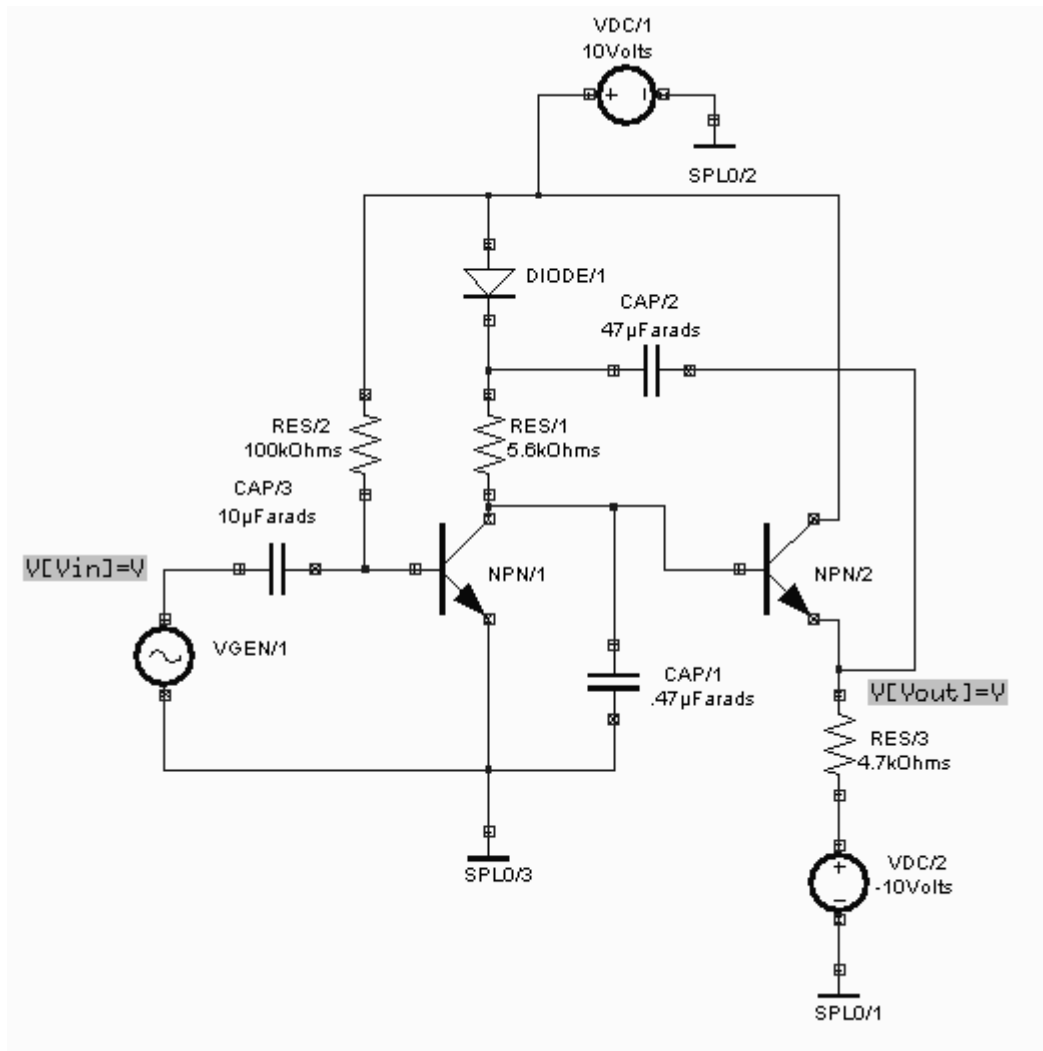 VDC/1
10Volts
SPL0/2
DIODE/1
CAP/2
47µFarads
RES/2
100kOhms
RES/1
5.6kOhms
CAP/3
10µFarads
V[Vin]=V
NPN/1
NPN/2
VGEN/1
CAP/1
.47µFarads
V[Vout]=V
RES/3
4.7kOhms
SPL0/3
VDC/2
-10Volts
SPL0/1